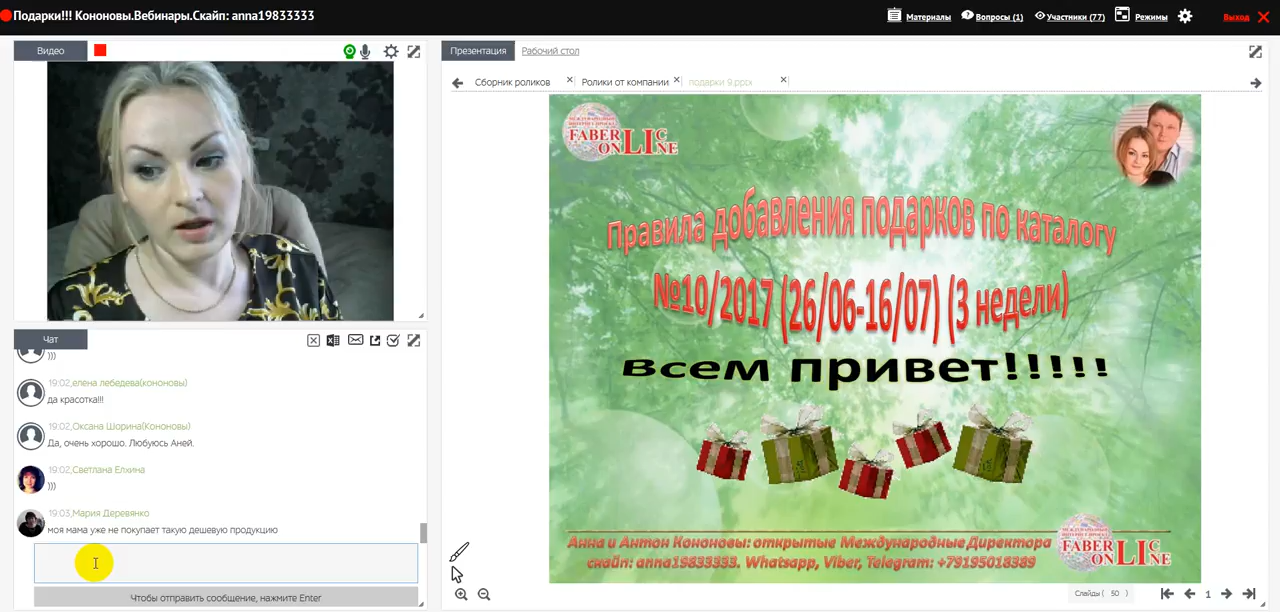 Подарки!!! Кононовы.Вебинары.Скайп: anna19833333
Материалы
Вопросы (1)
Участники (77)
Режимы
Выход
Видео
Презентация
Рабочий стол
Сборник роликов
Ролики от компании
подарки 9.pptx
FABERLIC
ONLINE
Правила добавления подарков по каталогу
№10/2017 (26/06-16/07) (3 недели)
всем привет!!!!!
Анна и Антон Кононовы: открытые Международные Директора
скайп: anna19833333. Whatsapp, Viber, Telegram: +79195018389
FABERLIC
ONLINE
Чат
)))
19:02,елена лебедева(кононовы)
да красотка!!!
19:02,Оксана Шорина(Кононовы)
Да, очень хорошо. Любуюсь Аней.
19:02,Светлана Елхина
)))
19:03,Мария Деревянко
моя мама уже не покупает такую дешевую продукцию
Чтобы отправить сообщение, нажмите Enter
Слайды ( 50 )
1